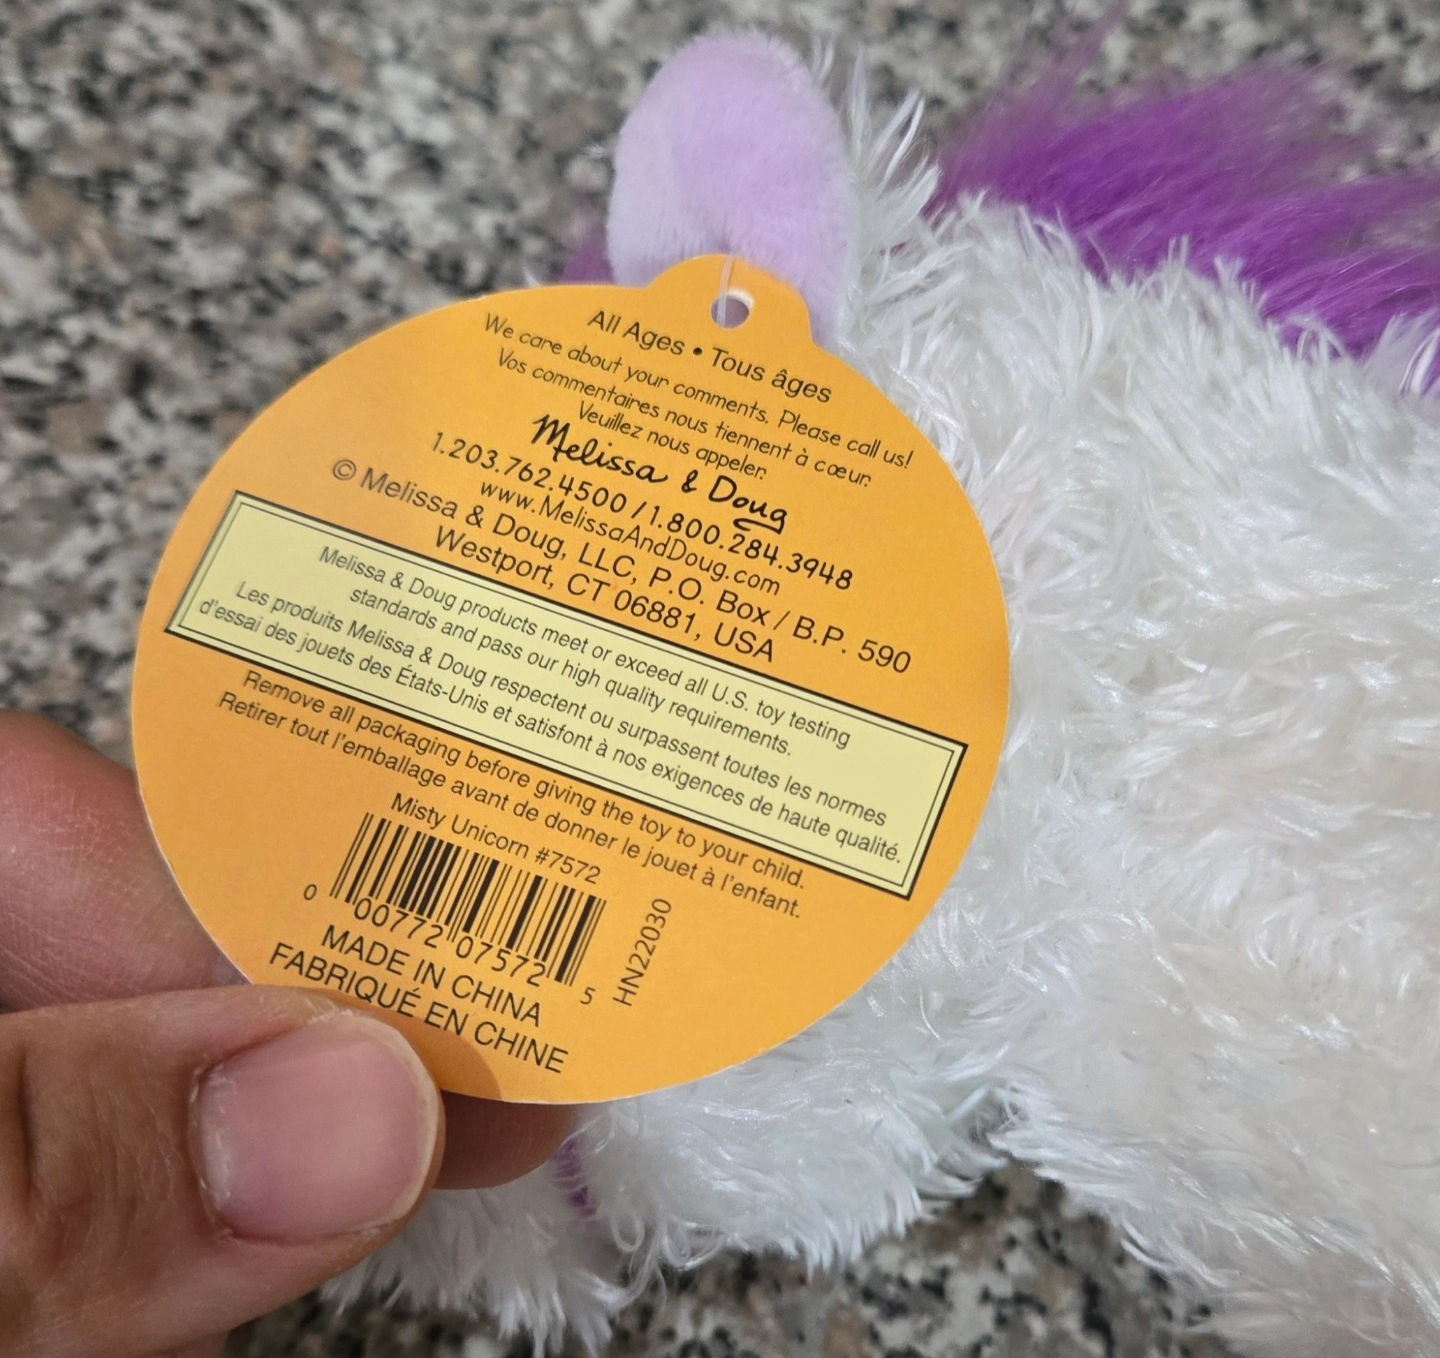 All Ages • Tous âges
We care about your comments. Please call us!
Vos commentaires nous tiennent à cœur.
Veuillez nous appeler.
Melissa & Doug
1.203.762.4500 / 1.800.284.3948
www.MelissaAndDoug.com
© Melissa & Doug, LLC, P.O. Box / B.P. 590
Westport, CT 06881, USA
Melissa & Doug products meet or exceed all U.S. toy testing
standards and pass our high quality requirements.
Les produits Melissa & Doug respectent ou surpassent toutes les normes
d'essai des jouets des États-Unis et satisfont à nos exigences de haute qualité.
Remove all packaging before giving the toy to your child.
Retirer tout l'emballage avant de donner le jouet à l'enfant.
Misty Unicorn #7572
0 00772 07572 5
HN22030
MADE IN CHINA
FABRIQUÉ EN CHINE